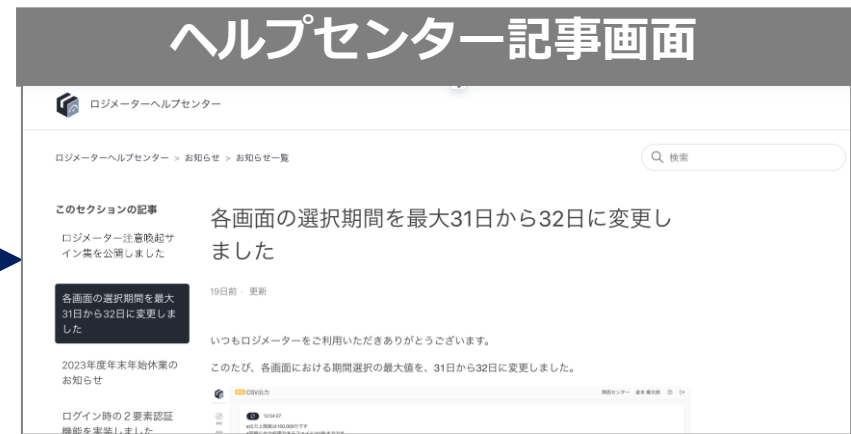 ヘルプセンター記事画面
ロジメーターヘルプセンター
ロジメーターヘルプセンター > お知らせ > お知らせ一覧
検索
このセクションの記事
ロジメーター注意喚起サ
イン集を公開しました
各画面の選択期間を最大
31日から32日に変更しま
した
2023年度年末年始休業の
お知らせ
ログイン時の2要素認証
機能を実装しました
各画面の選択期間を最大31日から32日に変更し
ました
19日前 · 更新
いつもロジメーターをご利用いただきありがとうございます。
このたび、各画面における期間選択の最大値を、31日から32日に変更しました。
CSV出力
関西センター